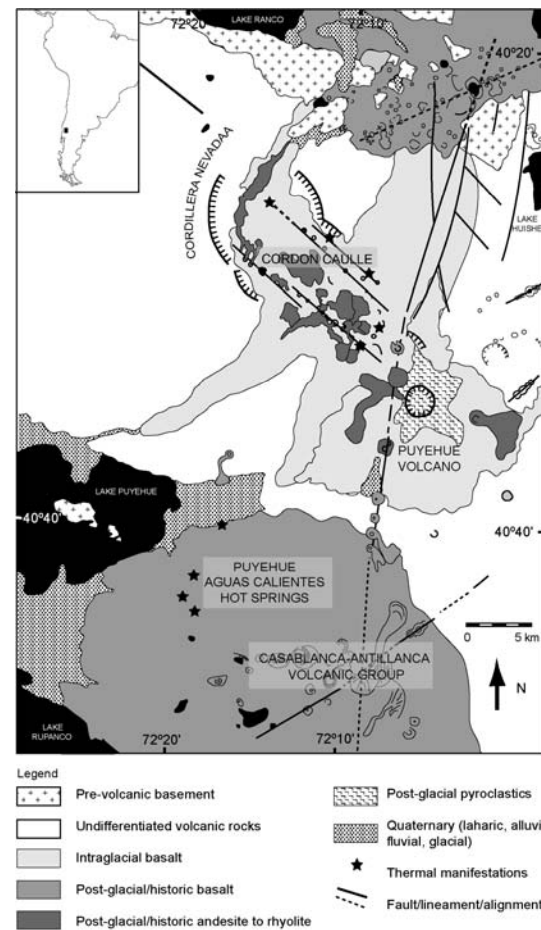 LAKE
RANCO
72°20'
72°10'
40°20'
CORDILLERA NEVADAA
LAKE
HUISHE
CORDON CAULLE
PUYEHUE
VOLCANO
LAKE PUYEHUE
40°40'
40°40'
PUYEHUE
AGUAS CALIENTES
HOT SPRINGS
0
5 km
CASABLANCA-ANTILLANCA
VOLCANIC GROUP
N
LAKE
RUPANCO
72°20'
72°10'
Legend
Pre-volcanic basement
Undifferentiated volcanic rocks
Intraglacial basalt
Post-glacial/historic basalt
Post-glacial/historic andesite to rhyolite
Post-glacial pyroclastics
Quaternary (laharic, alluvi
fluvial, glacial)
Thermal manifestations
Fault/lineament/alignment